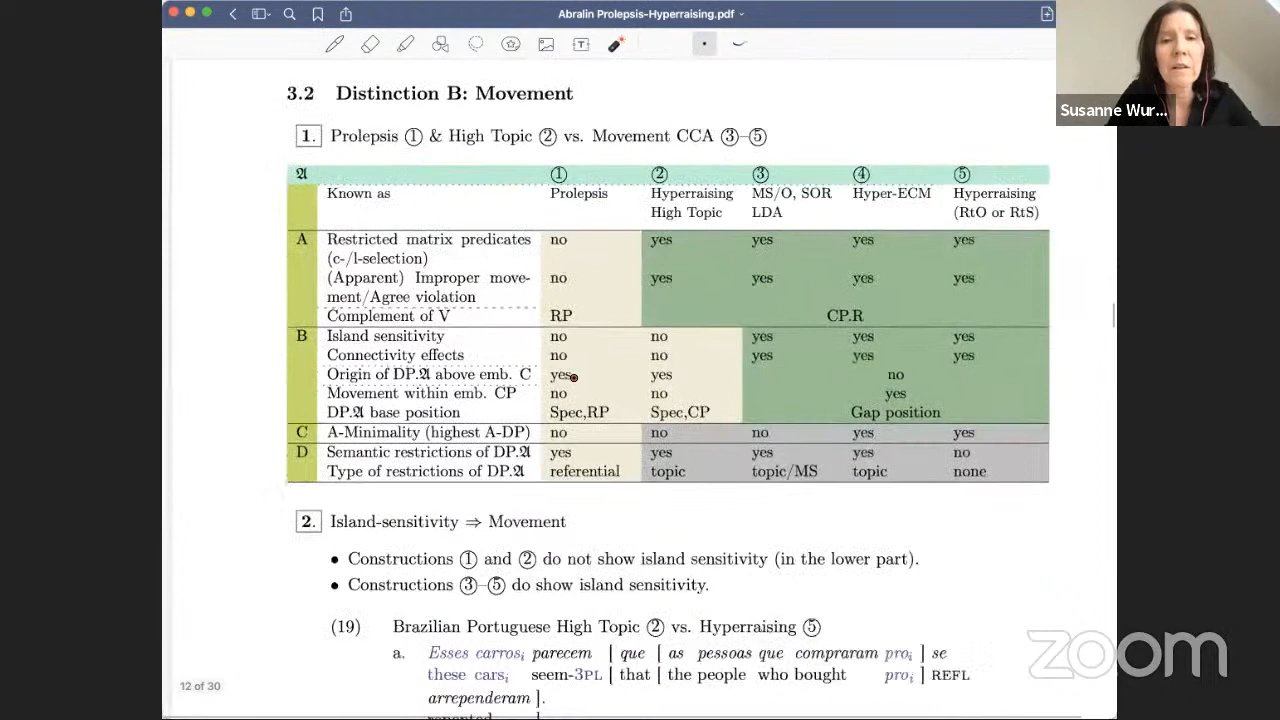 Abralin Prolepsis-Hyperraising.pdf
Susanne Wur...
3.2 Distinction B: Movement
1. Prolepsis ① & High Topic ② vs. Movement CCA ③–⑤
𝔄 ① ② ③ ④ ⑤
Known as Prolepsis Hyperraising MS/O, SOR Hyper-ECM Hyperraising
High Topic LDA (RtO or RtS)
A Restricted matrix predicates no yes yes yes yes
(c-/l-selection)
(Apparent) Improper move- no yes yes yes yes
ment/Agree violation
Complement of V RP CP.R
B Island sensitivity no no yes yes yes
Connectivity effects no no yes yes yes
Origin of DP.𝔄 above emb. C yes yes no
Movement within emb. CP no no yes
DP.𝔄 base position Spec,RP Spec,CP Gap position
C A-Minimality (highest A-DP) no no no yes yes
D Semantic restrictions of DP.𝔄 yes yes yes yes no
Type of restrictions of DP.𝔄 referential topic topic/MS topic none
2. Island-sensitivity ⇒ Movement
• Constructions ① and ② do not show island sensitivity (in the lower part).
• Constructions ③–⑤ do show island sensitivity.
(19) Brazilian Portuguese High Topic ② vs. Hyperraising ⑤
a. Esses carros_i parecem [ que [ as pessoas que compraram pro_i ] se
these cars_i seem-3PL [ that [ the people who bought pro_i ] REFL
arrependeram ].
repented ].
12 of 30
zoom